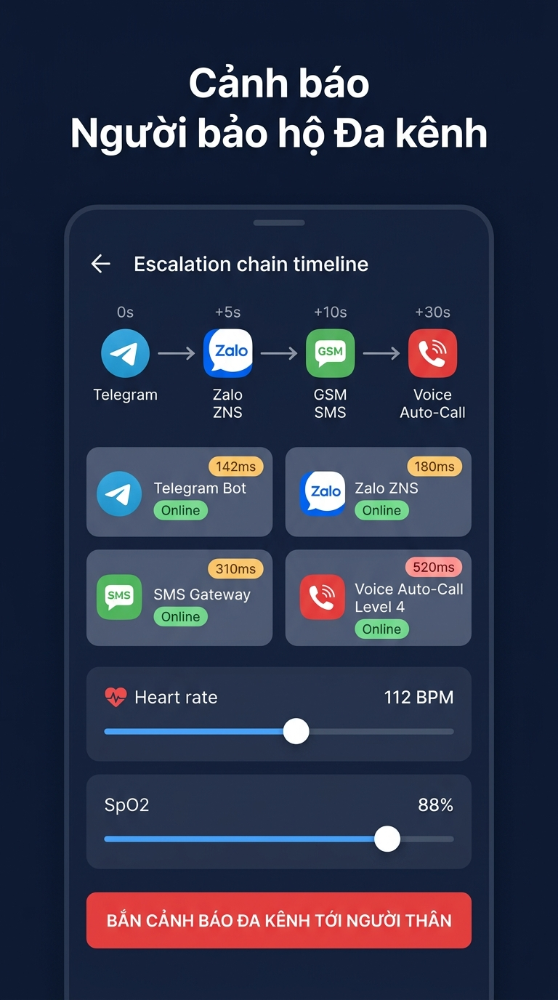 Cảnh báo
Người bảo hộ Đa kênh
Escalation chain timeline
0s
+5s
+10s
+30s
Zalo
GSM
Telegram
Zalo
ZNS
GSM
SMS
Voice
Auto-Call
142ms
Telegram Bot
Online
180ms
Zalo
Zalo ZNS
Online
310ms
SMS
SMS Gateway
Online
520ms
Voice Auto-Call
Level 4
Online
Heart rate
112 BPM
SpO2
88%
BẮN CẢNH BÁO ĐA KÊNH TỚI NGƯỜI THÂN